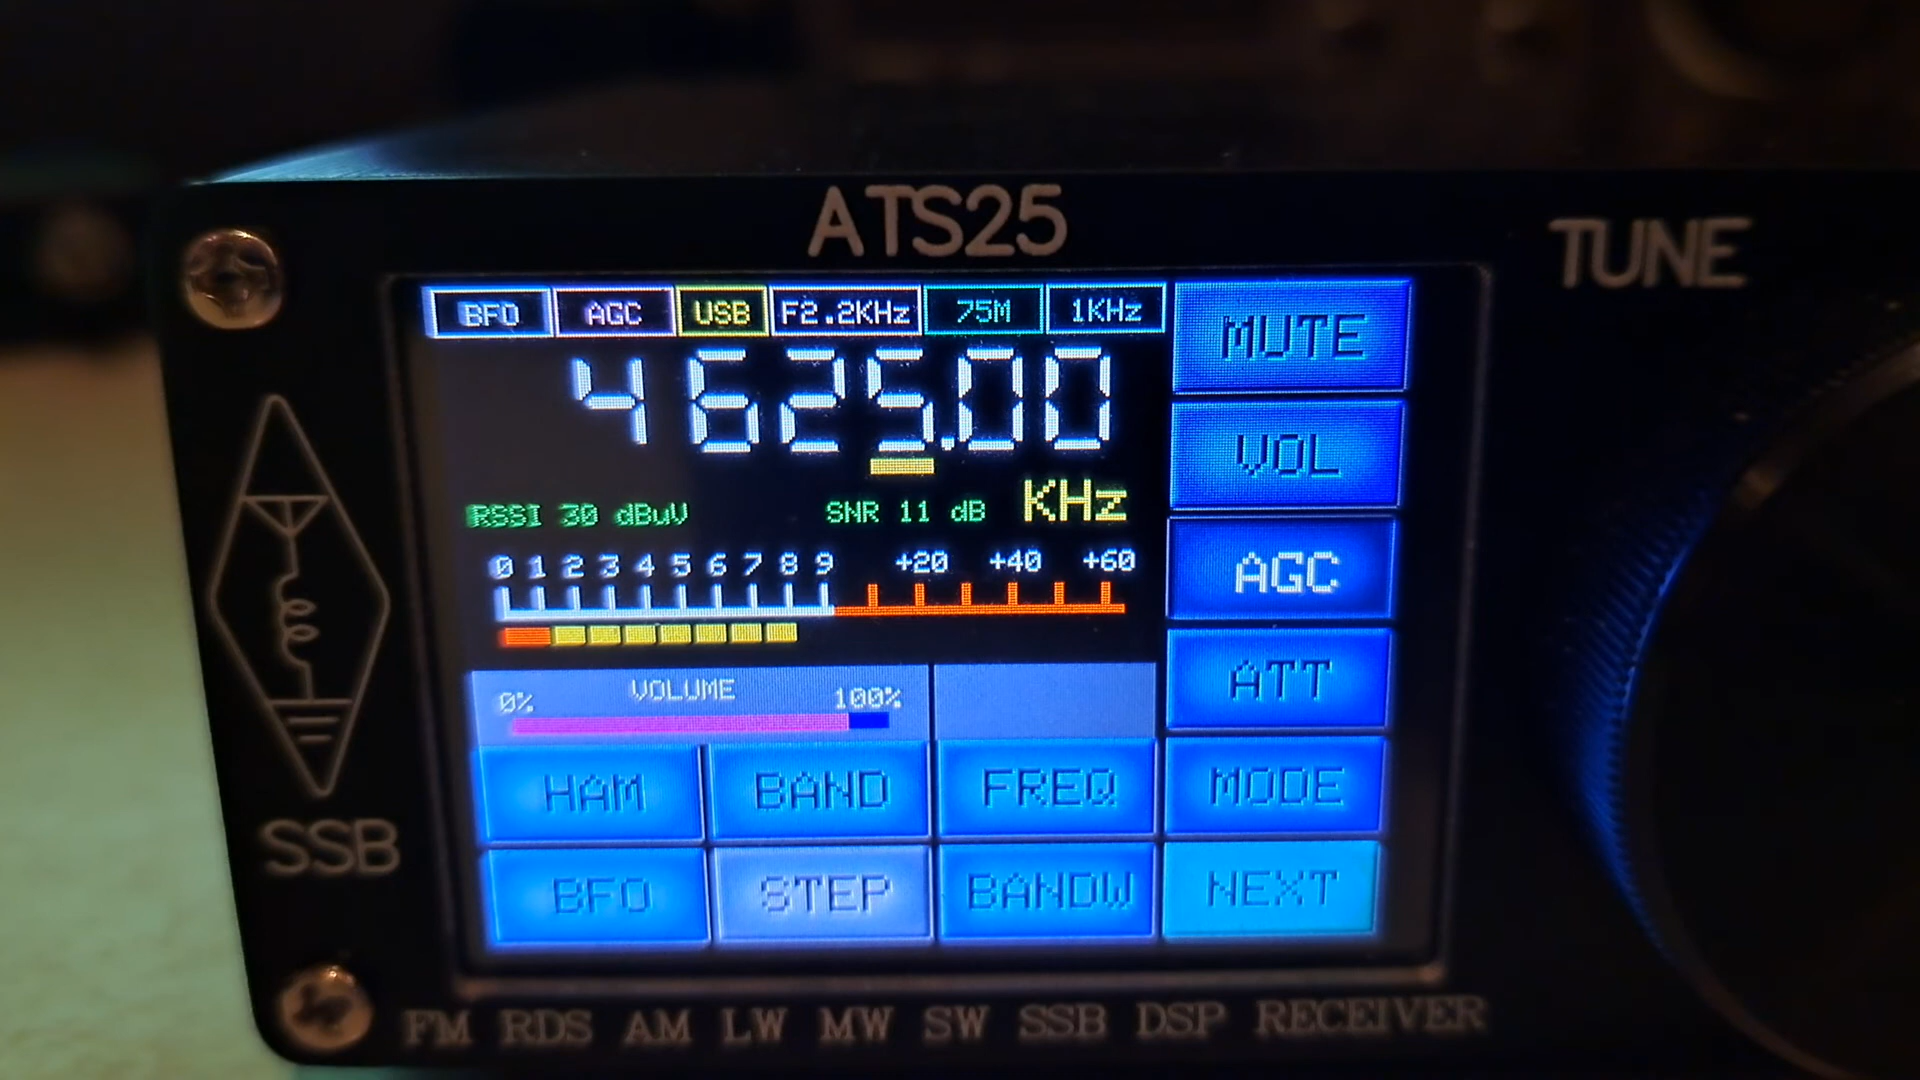 ATS25
TUNE
BFO AGC USB F2.2KHz 75M 1KHz
MUTE
4625.00
VOL
RSSI 30 dBuV SNR 11 dB KHz
0 1 2 3 4 5 6 7 8 9 +20 +40 +60
AGC
0% VOLUME 100%
ATT
HAM BAND FREQ MODE
BFO STEP BANDW NEXT
SSB
FM RDS AM LW MW SW SSB DSP RECEIVER